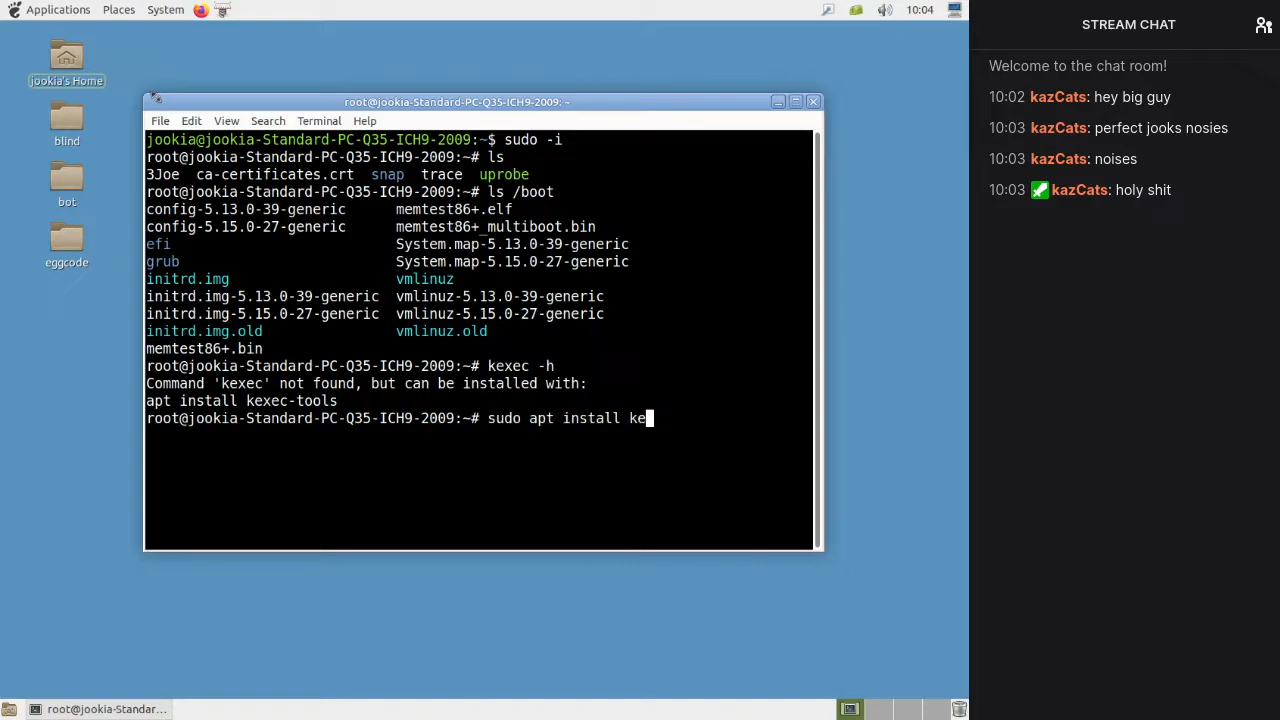 Applications Places System 10:04
jookia's Home
blind
bot
eggcode
root@jookia-Standard-PC-Q35-ICH9-2009: ~
File Edit View Search Terminal Help
jookia@jookia-Standard-PC-Q35-ICH9-2009:~$ sudo -i
root@jookia-Standard-PC-Q35-ICH9-2009:~# ls
3Joe ca-certificates.crt snap trace uprobe
root@jookia-Standard-PC-Q35-ICH9-2009:~# ls /boot
config-5.13.0-39-generic memtest86+.elf
config-5.15.0-27-generic memtest86+_multiboot.bin
efi System.map-5.13.0-39-generic
grub System.map-5.15.0-27-generic
initrd.img vmlinuz
initrd.img-5.13.0-39-generic vmlinuz-5.13.0-39-generic
initrd.img-5.15.0-27-generic vmlinuz-5.15.0-27-generic
initrd.img.old vmlinuz.old
memtest86+.bin
root@jookia-Standard-PC-Q35-ICH9-2009:~# kexec -h
Command 'kexec' not found, but can be installed with:
apt install kexec-tools
root@jookia-Standard-PC-Q35-ICH9-2009:~# sudo apt install ke
root@jookia-Standar...
STREAM CHAT
Welcome to the chat room!
10:02 kazCats: hey big guy
10:03 kazCats: perfect jooks nosies
10:03 kazCats: noises
10:03 kazCats: holy shit